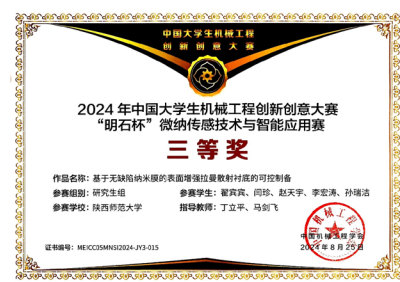 中国大学生机械工程
创新创意大赛
2024 年中国大学生机械工程创新创意大赛
“明石杯”微纳传感技术与智能应用赛
三等奖
作品名称：基于无缺陷纳米膜的表面增强拉曼散射衬底的可控制备
参赛组别：研究生组 参赛学生：翟宾宾、闫珍、赵天宇、李宏涛、孙瑞洁
参赛学校：陕西师范大学 指导教师：丁立平、马剑飞
中国机械工程学会
2024年8月25日
证书编号：MEICC05MNSI2024-JY3-015